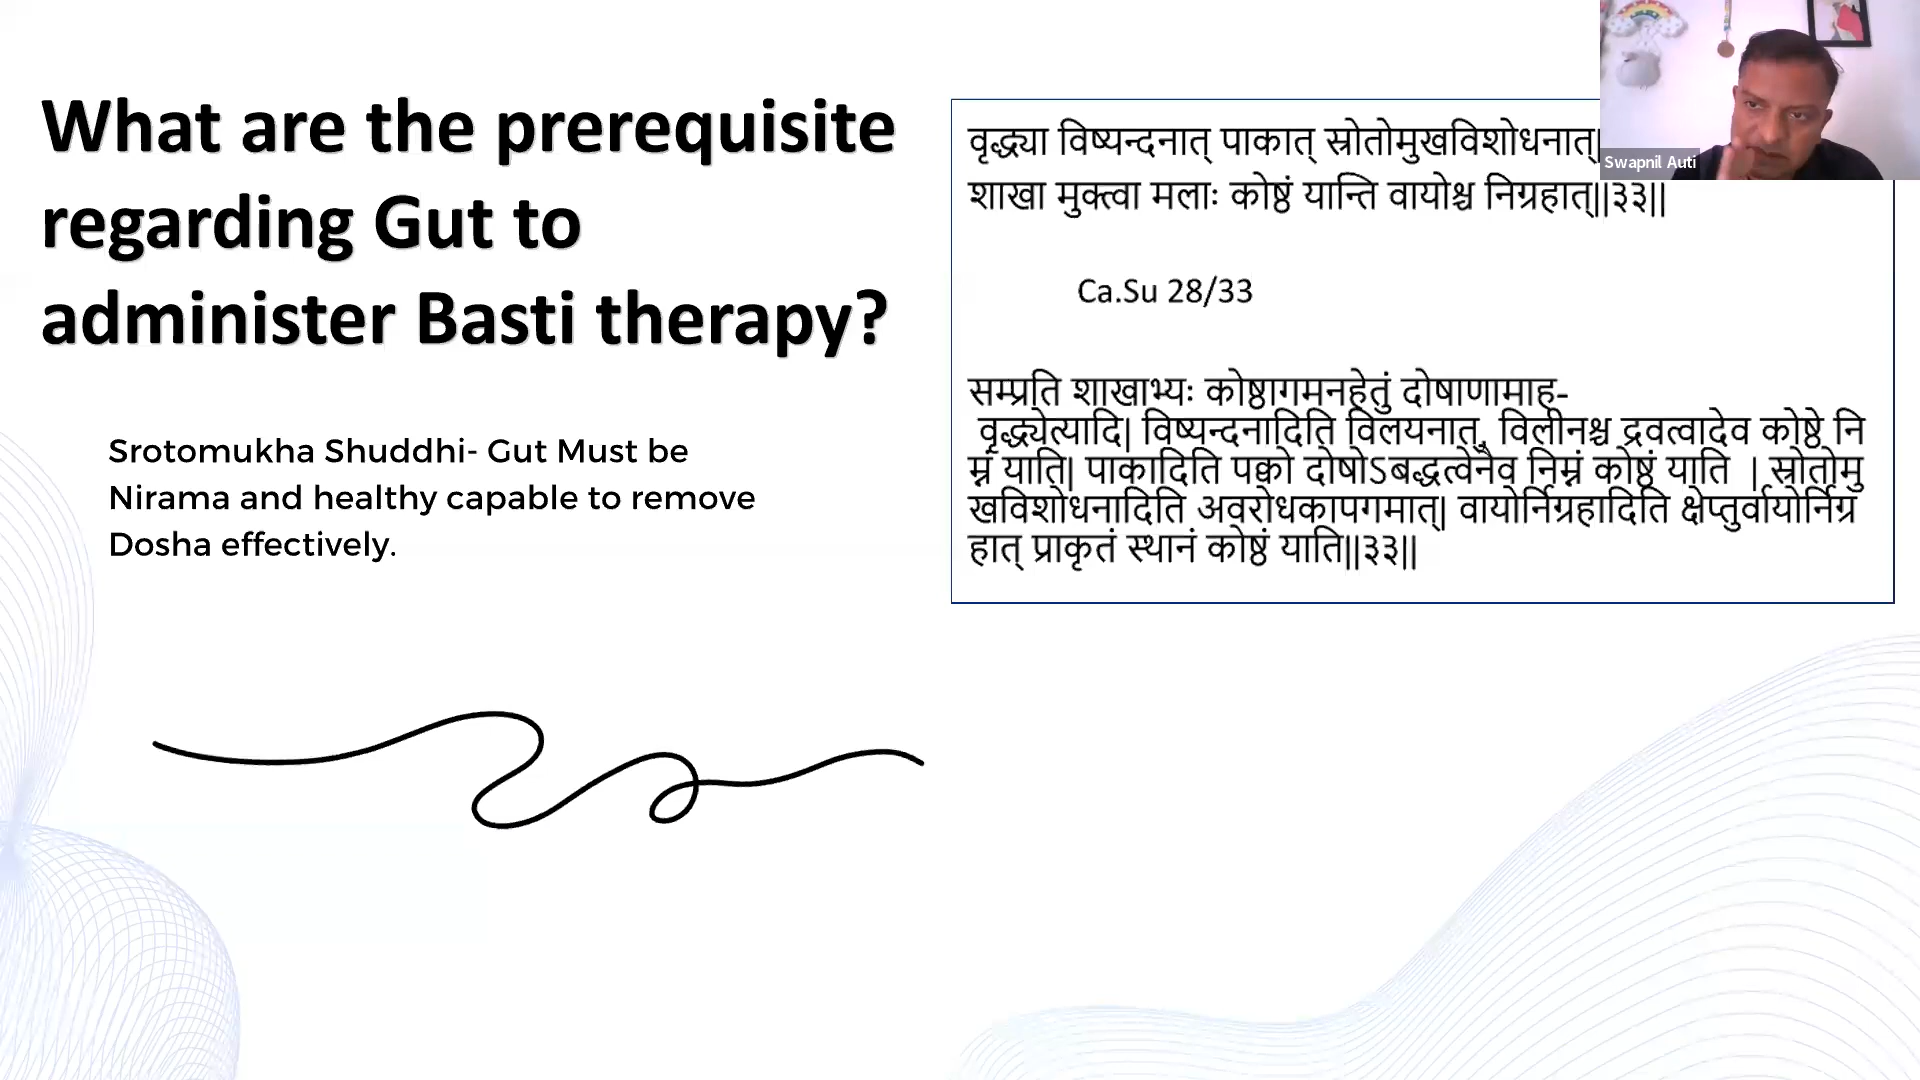 What are the prerequisite
regarding Gut to
administer Basti therapy?
Srotomukha Shuddhi- Gut Must be
Nirama and healthy capable to remove
Dosha effectively.
वृद्ध्या विष्यन्दनात् पाकात् स्रोतोमुखविशोधनात्|
शाखा मुक्त्वा मलाः कोष्ठं यान्ति वायोश्च निग्रहात्||३३||
Ca.Su 28/33
सम्प्रति शाखाभ्यः कोष्ठागमनहेतुं दोषाणामाह-
वृद्ध्येत्यादि| विष्यन्दनादिति विलयनात्, विलीनश्च द्रवत्वादेव कोष्ठे नि
म्नं याति| पाकादिति पक्वो दोषोऽबद्धत्वेनैव निम्नं कोष्ठं याति | स्रोतोमु
खविशोधनादिति अवरोधकापगमात्| वायोर्निग्रहादिति क्षेप्तुर्वायोर्निग्र
हात् प्राकृतं स्थानं कोष्ठं याति||३३||
Swapnil Auti